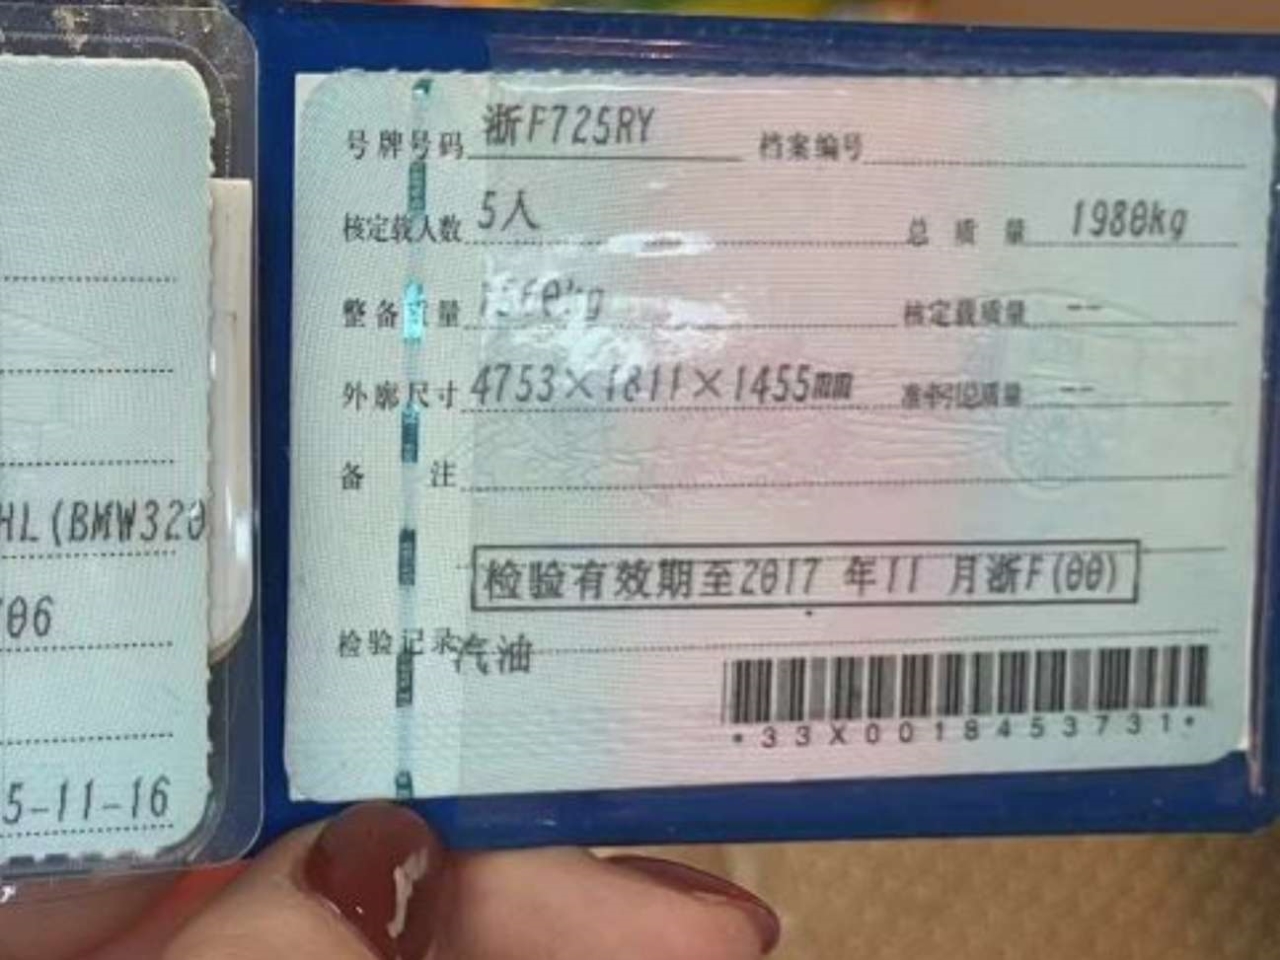 号牌号码 浙F725RY 档案编号
核定载人数 5人 总质量 1980kg
整备质量 1560kg 核定载质量 --
外廓尺寸 4753×1811×1455mm 准牵引总质量 --
备注
检验有效期至2017 年11 月浙F(00)
检验记录 汽油
*33X0018453731*
HL(BMW320
706
5-11-16